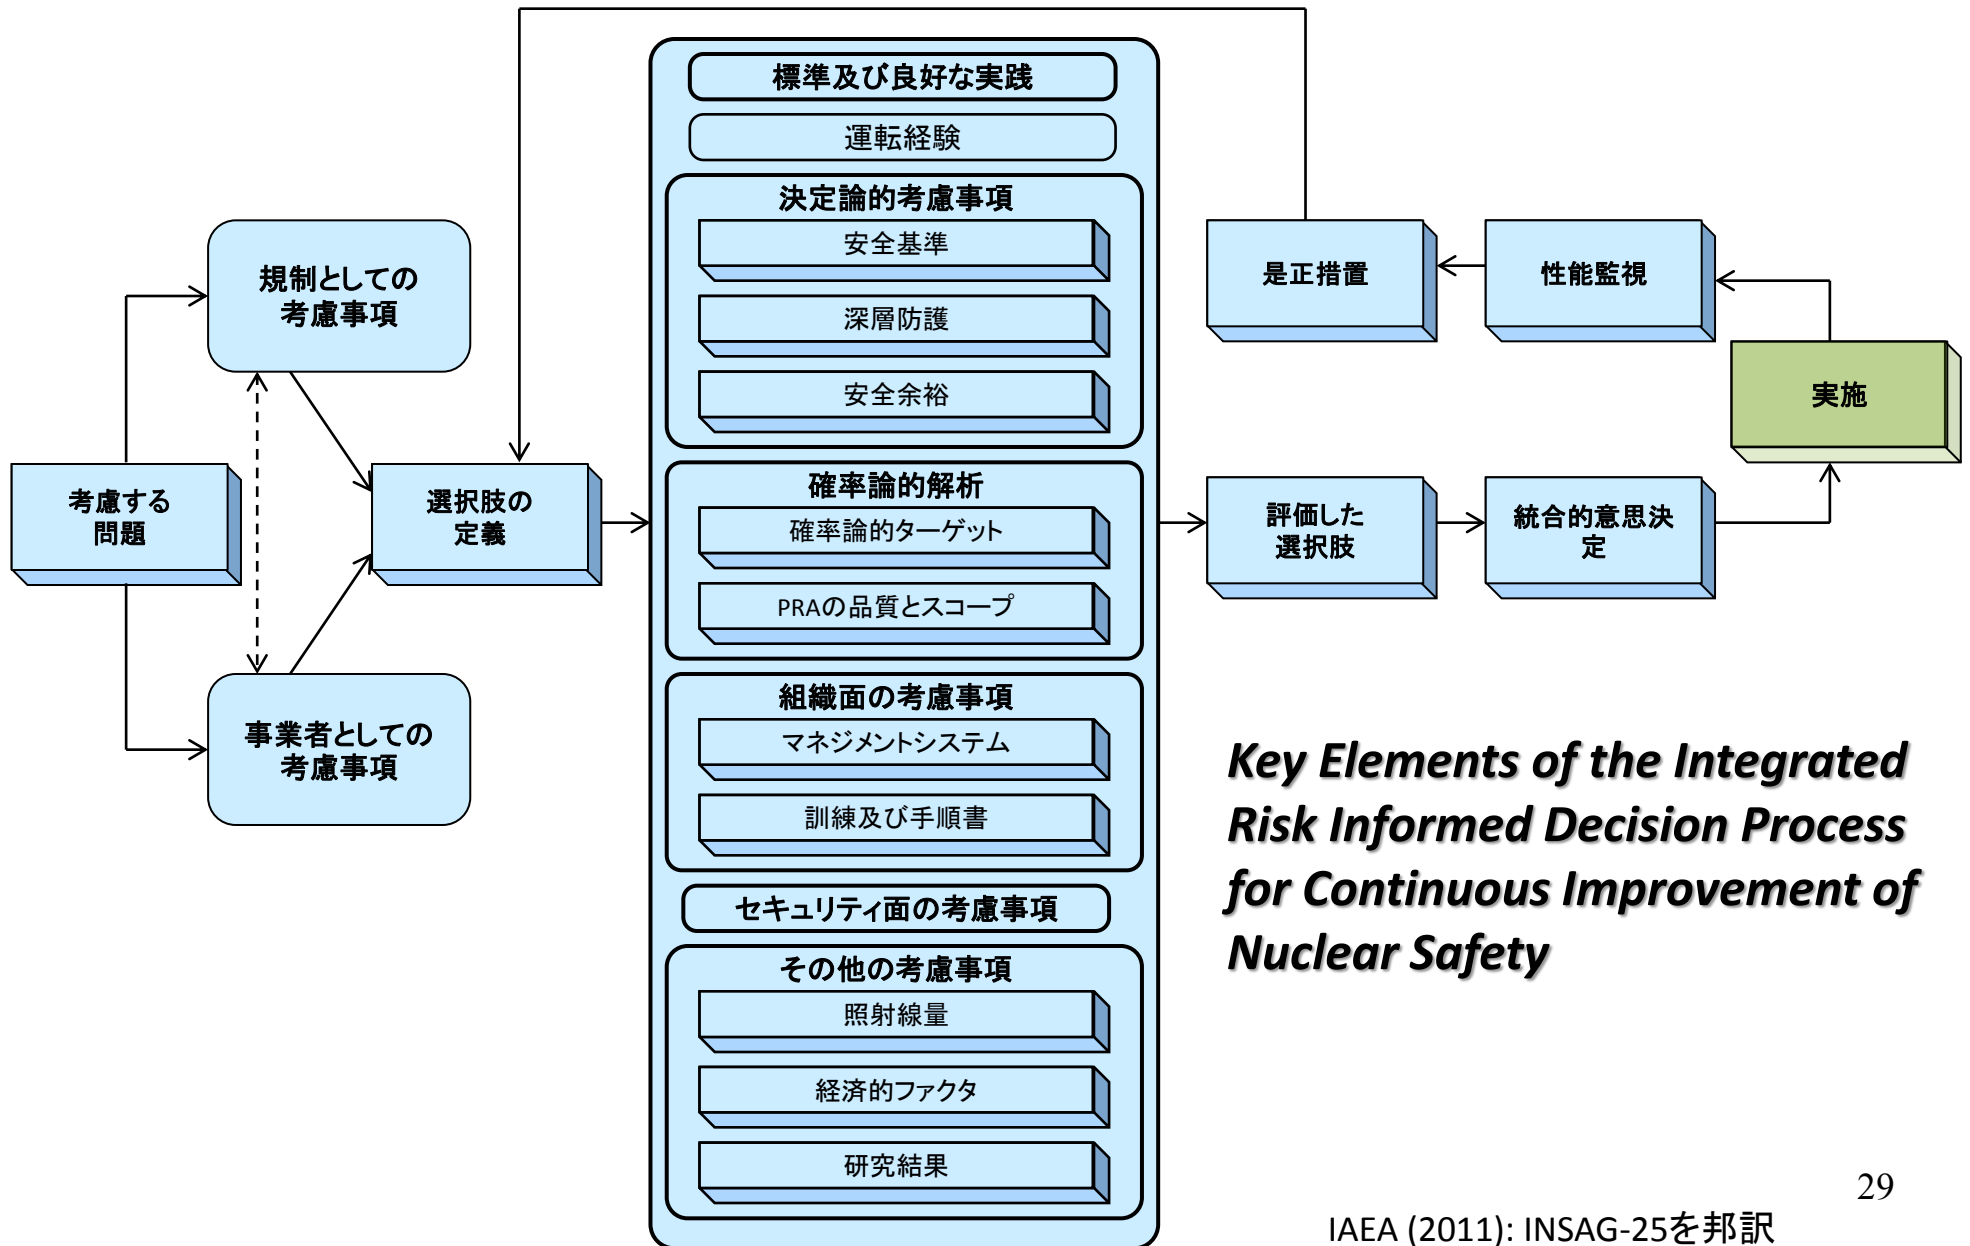 考慮する
問題
規制としての
考慮事項
事業者としての
考慮事項
選択肢の
定義
標準及び良好な実践
運転経験
決定論的考慮事項
安全基準
深層防護
安全余裕
確率論的解析
確率論的ターゲット
PRAの品質とスコープ
組織面の考慮事項
マネジメントシステム
訓練及び手順書
セキュリティ面の考慮事項
その他の考慮事項
照射線量
経済的ファクタ
研究結果
評価した
選択肢
統合的意思決
定
実施
性能監視
是正措置
Key Elements of the Integrated
Risk Informed Decision Process
for Continuous Improvement of
Nuclear Safety
29
IAEA (2011): INSAG-25を邦訳